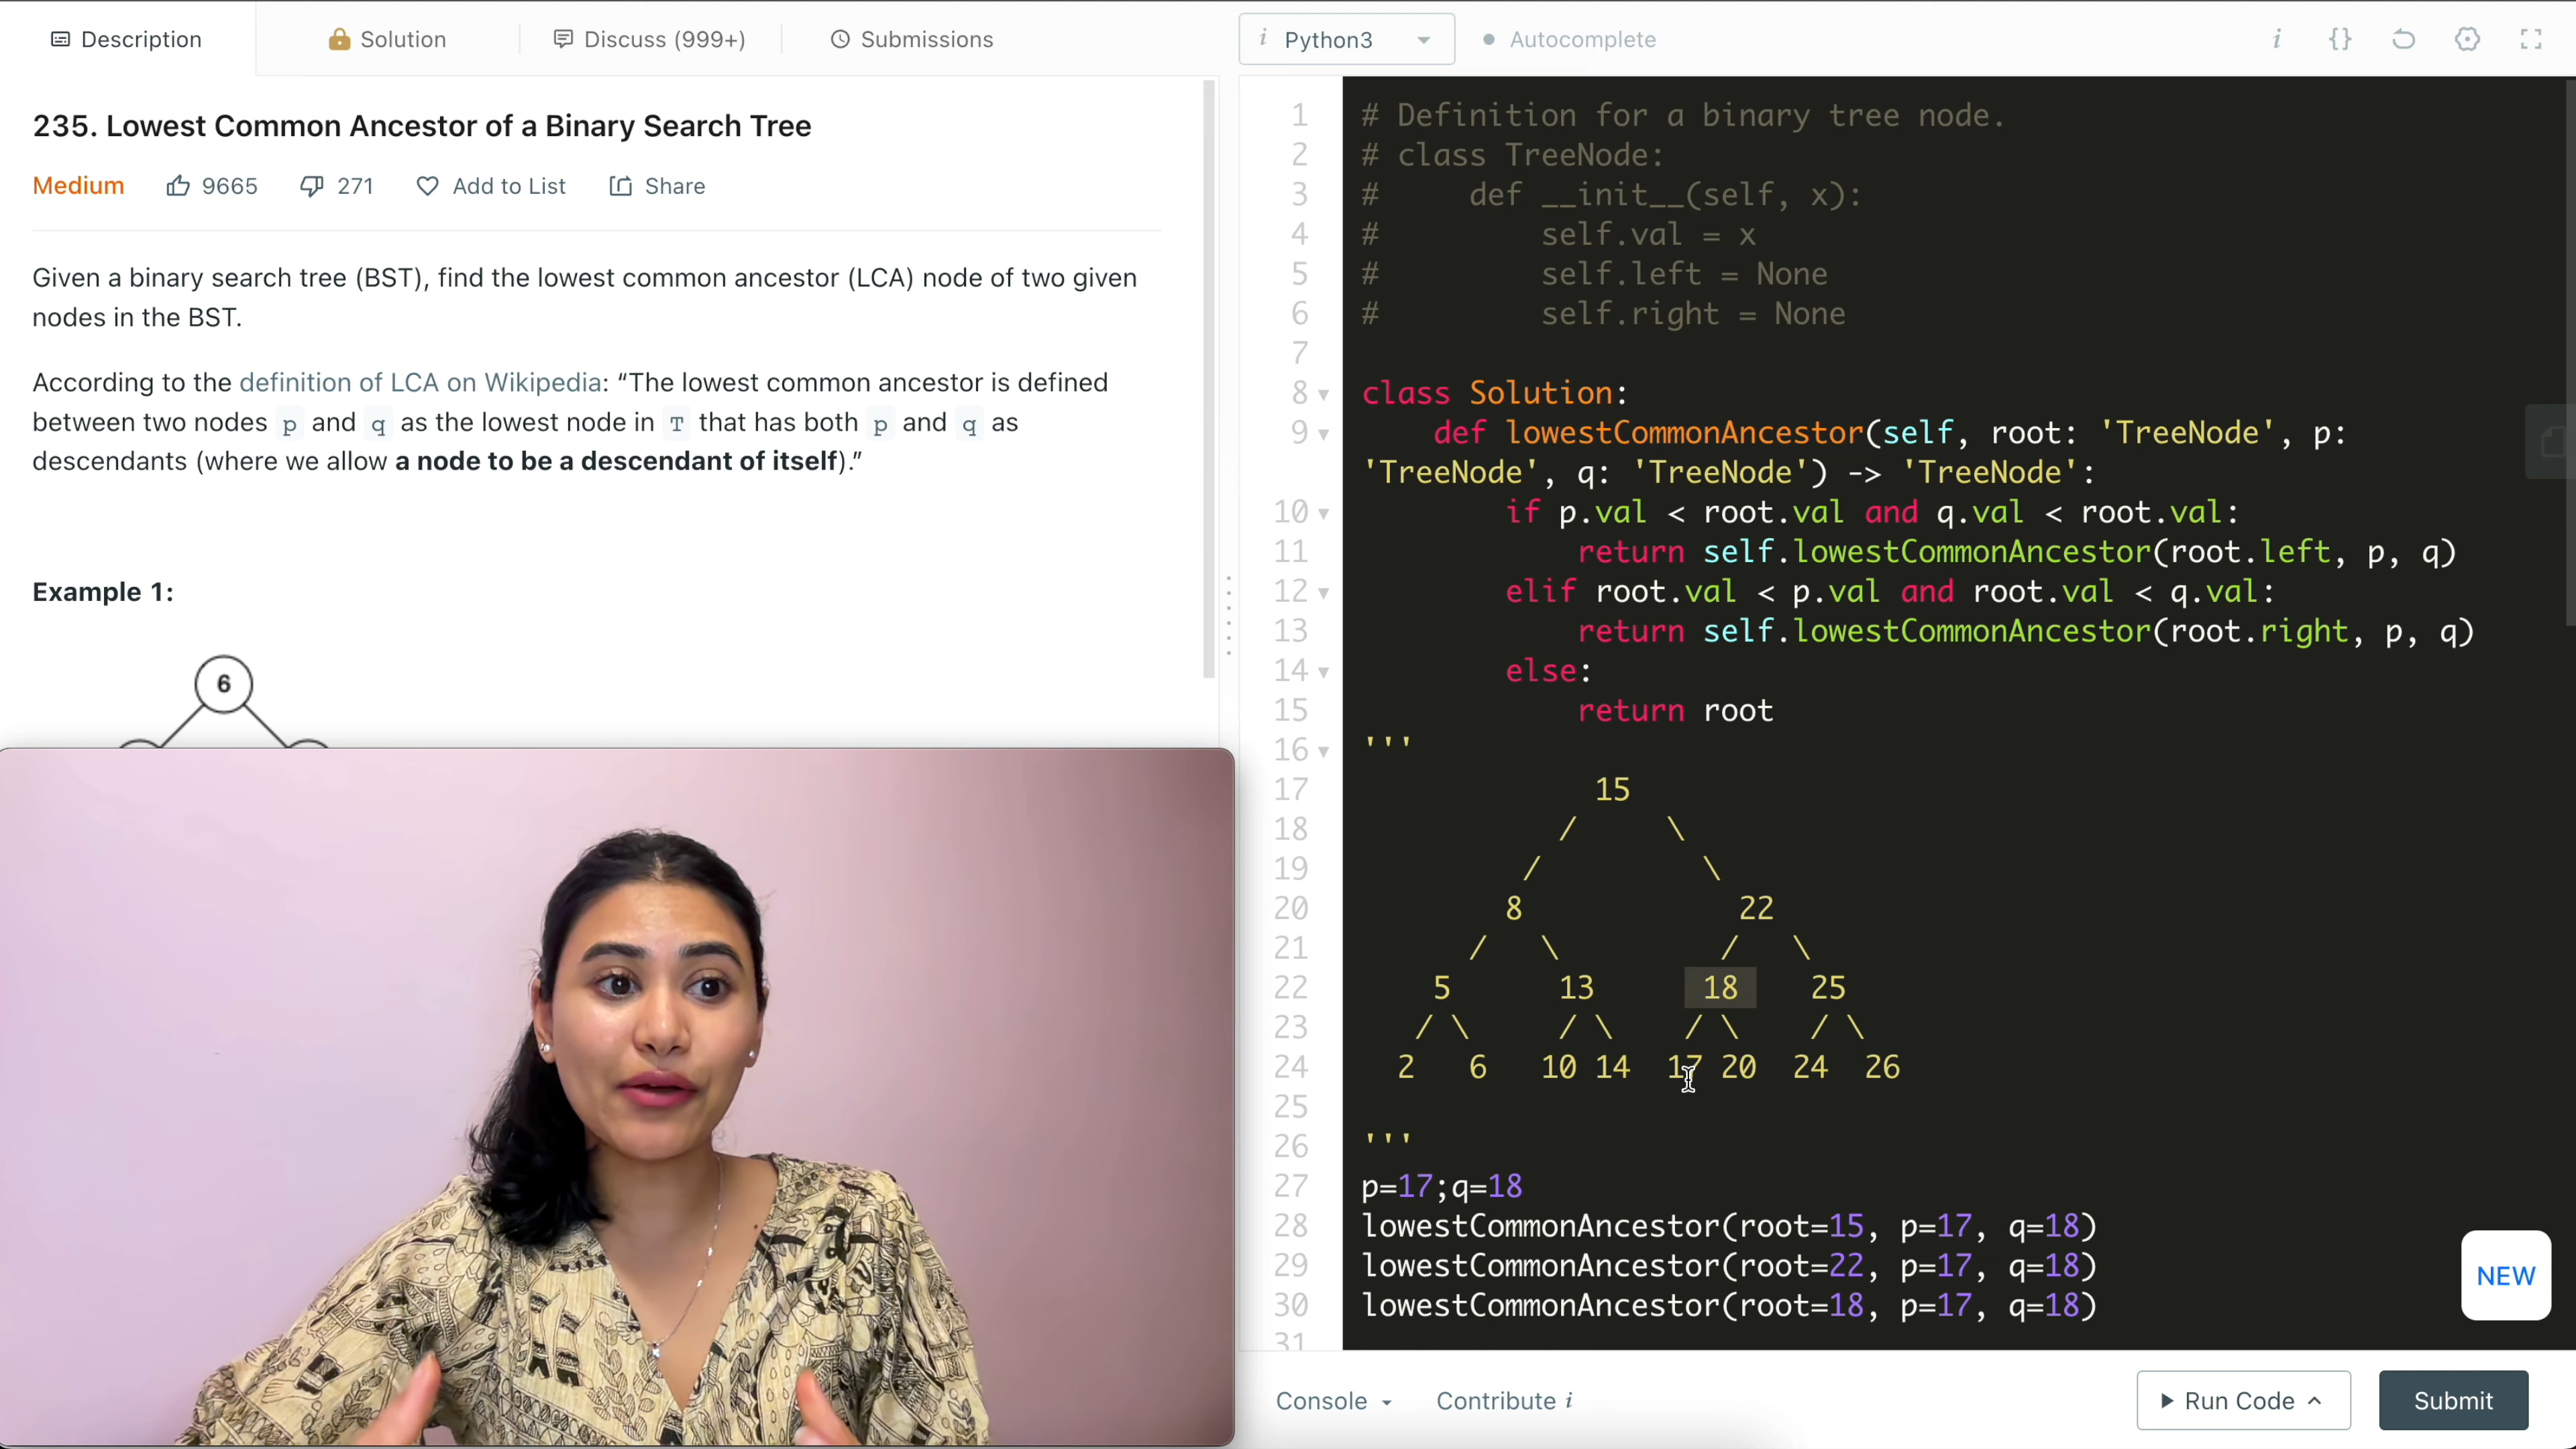 Description
Solution
Discuss (999+)
Submissions
i Python3
Autocomplete
i {}
235. Lowest Common Ancestor of a Binary Search Tree
Medium 9665 271 Add to List Share
Given a binary search tree (BST), find the lowest common ancestor (LCA) node of two given
nodes in the BST.
According to the definition of LCA on Wikipedia: “The lowest common ancestor is defined
between two nodes p and q as the lowest node in T that has both p and q as
descendants (where we allow a node to be a descendant of itself).”
Example 1:
6
1 # Definition for a binary tree node.
2 # class TreeNode:
3 #     def __init__(self, x):
4 #         self.val = x
5 #         self.left = None
6 #         self.right = None
7
8 class Solution:
9     def lowestCommonAncestor(self, root: 'TreeNode', p:
'TreeNode', q: 'TreeNode') -> 'TreeNode':
10         if p.val < root.val and q.val < root.val:
11             return self.lowestCommonAncestor(root.left, p, q)
12         elif root.val < p.val and root.val < q.val:
13             return self.lowestCommonAncestor(root.right, p, q)
14         else:
15             return root
16 '''
17              15
18            /     \
19          /         \
20         8            22
21       /   \         /   \
22     5      13     18    25
23    / \     / \    / \    / \
24   2   6   10 14  17 20  24  26
25
26 '''
27 p=17;q=18
28 lowestCommonAncestor(root=15, p=17, q=18)
29 lowestCommonAncestor(root=22, p=17, q=18)
30 lowestCommonAncestor(root=18, p=17, q=18)
31
NEW
Console
Contribute i
Run Code
Submit